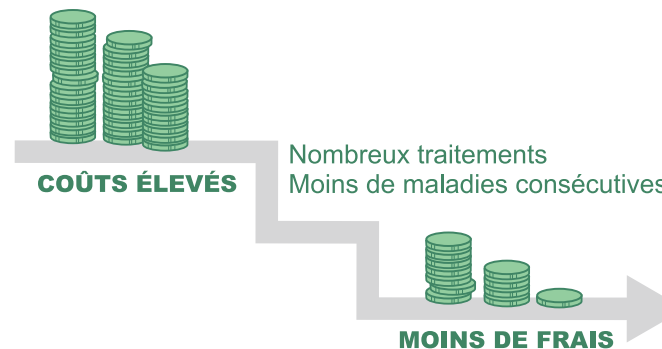 Nombreux traitements
COÛTS ÉLEVÉS
Moins de maladies consécutives
MOINS DE FRAIS